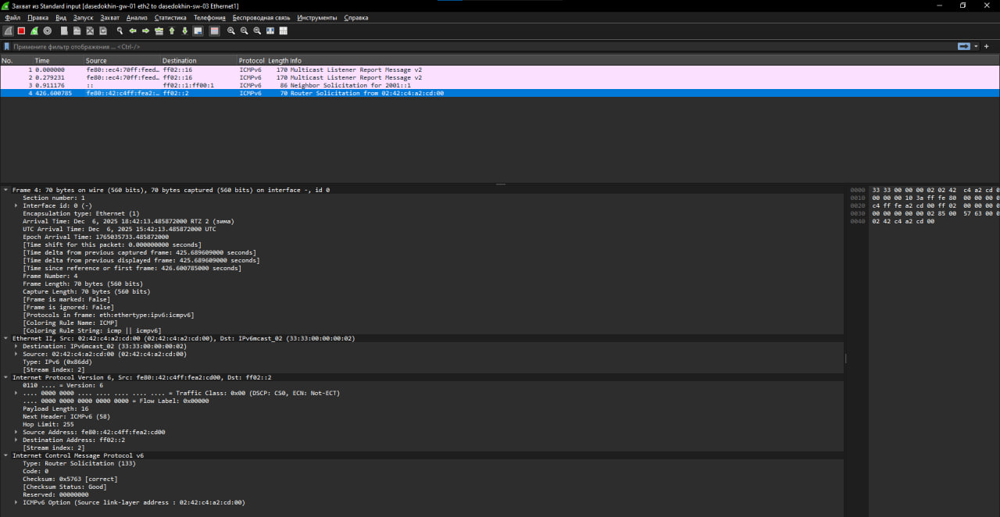 Захват из Standard input [dasedokhin-gw-01 eth2 to dasedokhin-sw-03 Ethernet1]
Файл Правка Вид Запуск Захват Анализ Статистика Телефония Беспроводная связь Инструменты Справка
Примените фильтр отображения ... <Ctrl-/>
No. Time Source Destination Protocol Length Info
1 0.000000 fe80::ec4:70ff:feed… ff02::16 ICMPv6 170 Multicast Listener Report Message v2
2 0.279231 fe80::ec4:70ff:feed… ff02::16 ICMPv6 170 Multicast Listener Report Message v2
3 0.911176 :: ff02::1:ff00:1 ICMPv6 86 Neighbor Solicitation for 2001::1
4 426.600785 fe80::42:c4ff:fea2:… ff02::2 ICMPv6 70 Router Solicitation from 02:42:c4:a2:cd:00
Frame 4: 70 bytes on wire (560 bits), 70 bytes captured (560 bits) on interface -, id 0
Section number: 1
Interface id: 0 (-)
Encapsulation type: Ethernet (1)
Arrival Time: Dec  6, 2025 18:42:13.485872000 RTZ 2 (зима)
UTC Arrival Time: Dec  6, 2025 15:42:13.485872000 UTC
Epoch Arrival Time: 1765035733.485872000
[Time shift for this packet: 0.000000000 seconds]
[Time delta from previous captured frame: 425.689609000 seconds]
[Time delta from previous displayed frame: 425.689609000 seconds]
[Time since reference or first frame: 426.600785000 seconds]
Frame Number: 4
Frame Length: 70 bytes (560 bits)
Capture Length: 70 bytes (560 bits)
[Frame is marked: False]
[Frame is ignored: False]
[Protocols in frame: eth:ethertype:ipv6:icmpv6]
[Coloring Rule Name: ICMP]
[Coloring Rule String: icmp || icmpv6]
Ethernet II, Src: 02:42:c4:a2:cd:00 (02:42:c4:a2:cd:00), Dst: IPv6mcast_02 (33:33:00:00:00:02)
Destination: IPv6mcast_02 (33:33:00:00:00:02)
Source: 02:42:c4:a2:cd:00 (02:42:c4:a2:cd:00)
Type: IPv6 (0x86dd)
[Stream index: 2]
Internet Protocol Version 6, Src: fe80::42:c4ff:fea2:cd00, Dst: ff02::2
0110 .... = Version: 6
.... 0000 0000 .... .... .... .... .... = Traffic Class: 0x00 (DSCP: CS0, ECN: Not-ECT)
.... 0000 0000 0000 0000 0000 = Flow Label: 0x00000
Payload Length: 16
Next Header: ICMPv6 (58)
Hop Limit: 255
Source Address: fe80::42:c4ff:fea2:cd00
Destination Address: ff02::2
[Stream index: 2]
Internet Control Message Protocol v6
Type: Router Solicitation (133)
Code: 0
Checksum: 0x5763 [correct]
[Checksum Status: Good]
Reserved: 00000000
ICMPv6 Option (Source link-layer address : 02:42:c4:a2:cd:00)
0000 33 33 00 00 00 02 02 42 c4 a2 cd 0
0010 00 00 00 10 3a ff fe 80 00 00 00 0
0020 c4 ff fe a2 cd 00 ff 02 00 00 00 0
0030 00 00 00 00 00 02 85 00 57 63 00 0
0040 02 42 c4 a2 cd 00